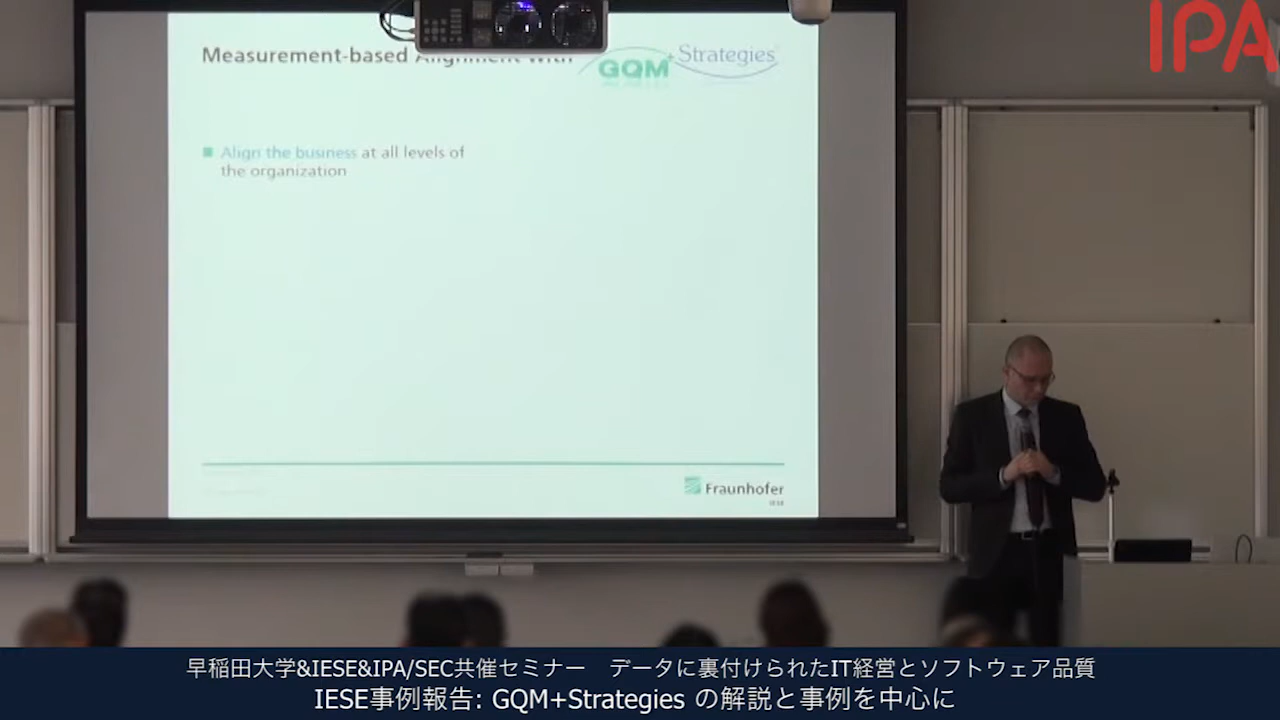 IPA
Measurement-based Alignment with
GQM+Strategies
Align the business at all levels of
the organization
Fraunhofer
IESE
早稲田大学&IESE&IPA/SEC共催セミナー　データに裏付けられたIT経営とソフトウェア品質
IESE事例報告: GQM+Strategies の解説と事例を中心に